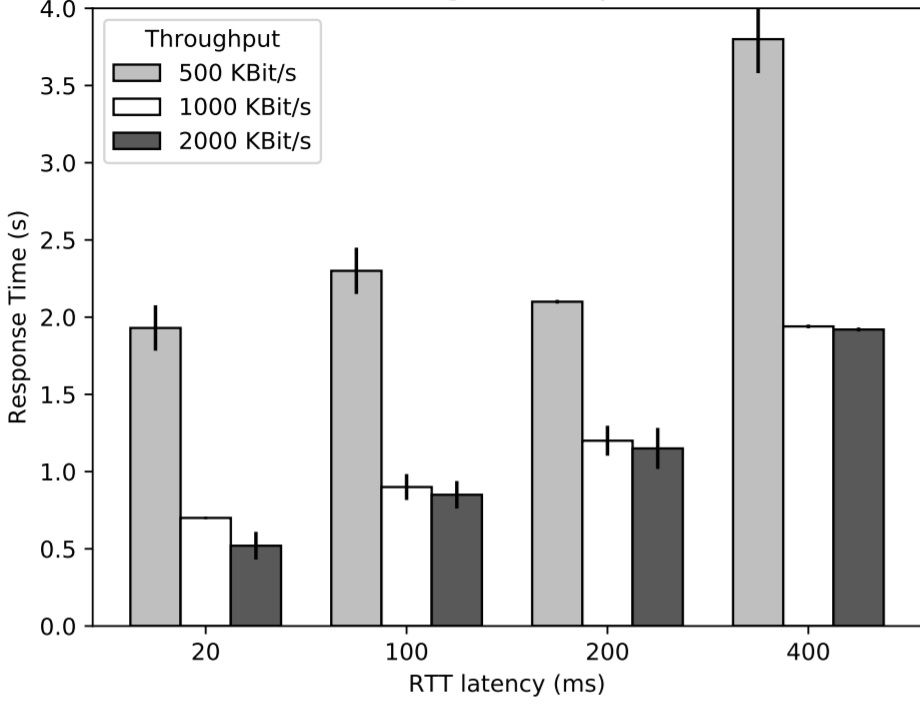 4.0
3.5
3.0
2.5
2.0
1.5
1.0
0.5
0.0
Response Time (s)
Throughput
500 KBit/s
1000 KBit/s
2000 KBit/s
20 100 200 400
RTT latency (ms)